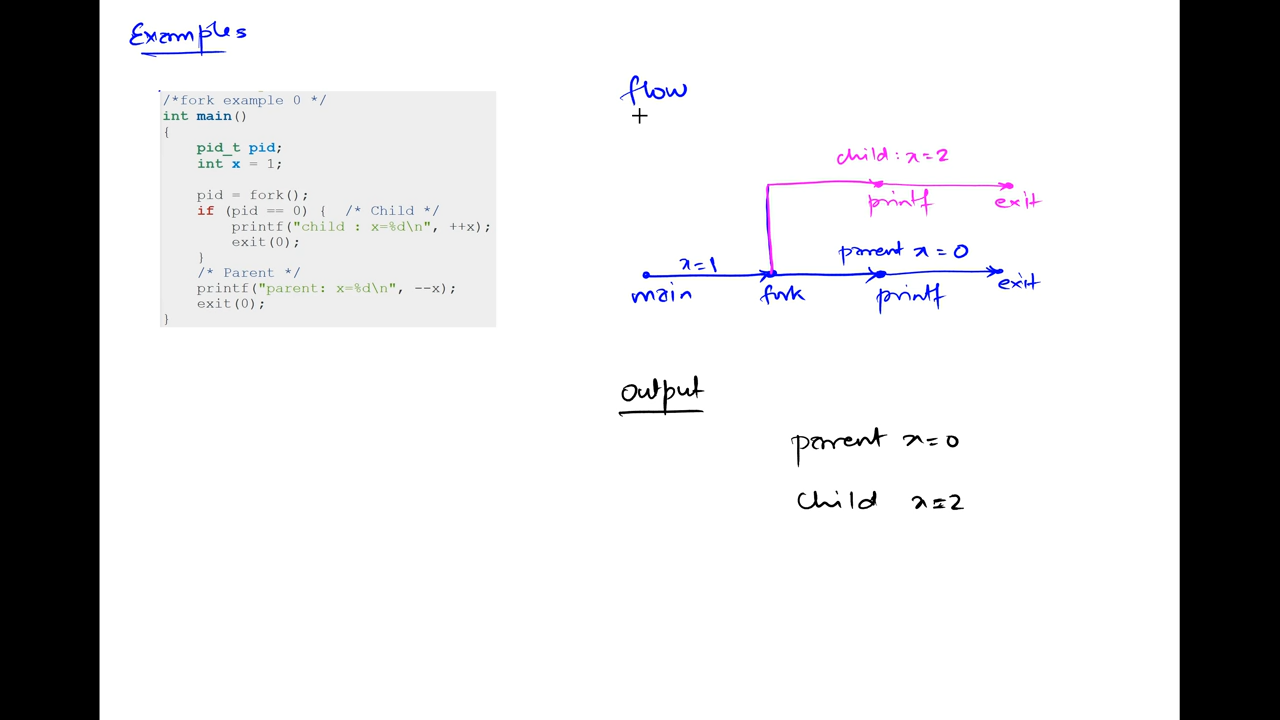 Examples
/*fork example 0 */
int main()
{
    pid_t pid;
    int x = 1;
    pid = fork();
    if (pid == 0) {  /* Child */
        printf("child : x=%d\n", ++x);
        exit(0);
    }
    /* Parent */
    printf("parent: x=%d\n", --x);
    exit(0);
}
flow
child : x=2
printf
exit
x=1
parent x=0
main
fork
printf
exit
output
parent x=0
child x=2